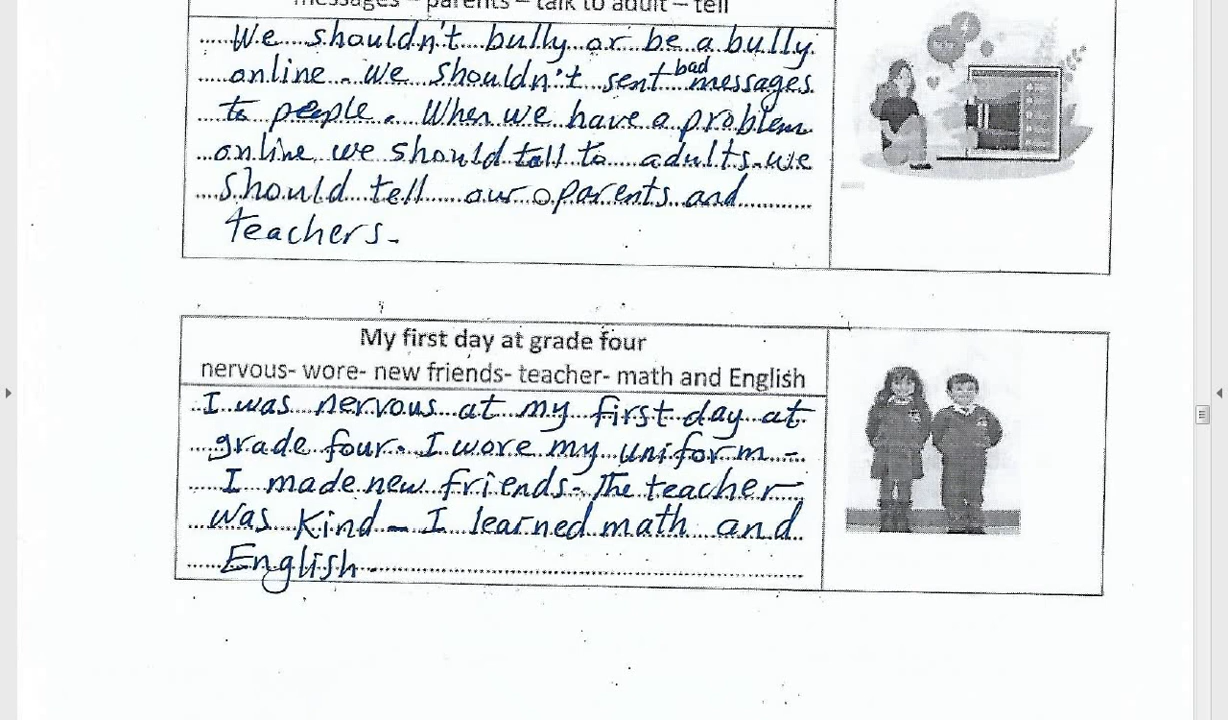 messages – parents – talk to adult – tell
We shouldn't bully or be a bully
online. we shouldn't sent bad messages
to people. When we have a problem
online we should tall to adults. we
should tell our parents and
teachers.
My first day at grade four
nervous- wore- new friends- teacher- math and English
I was nervous at my first day at
grade four. I wore my uniform.
I made new friends. The teacher
was kind. I learned math and
English.